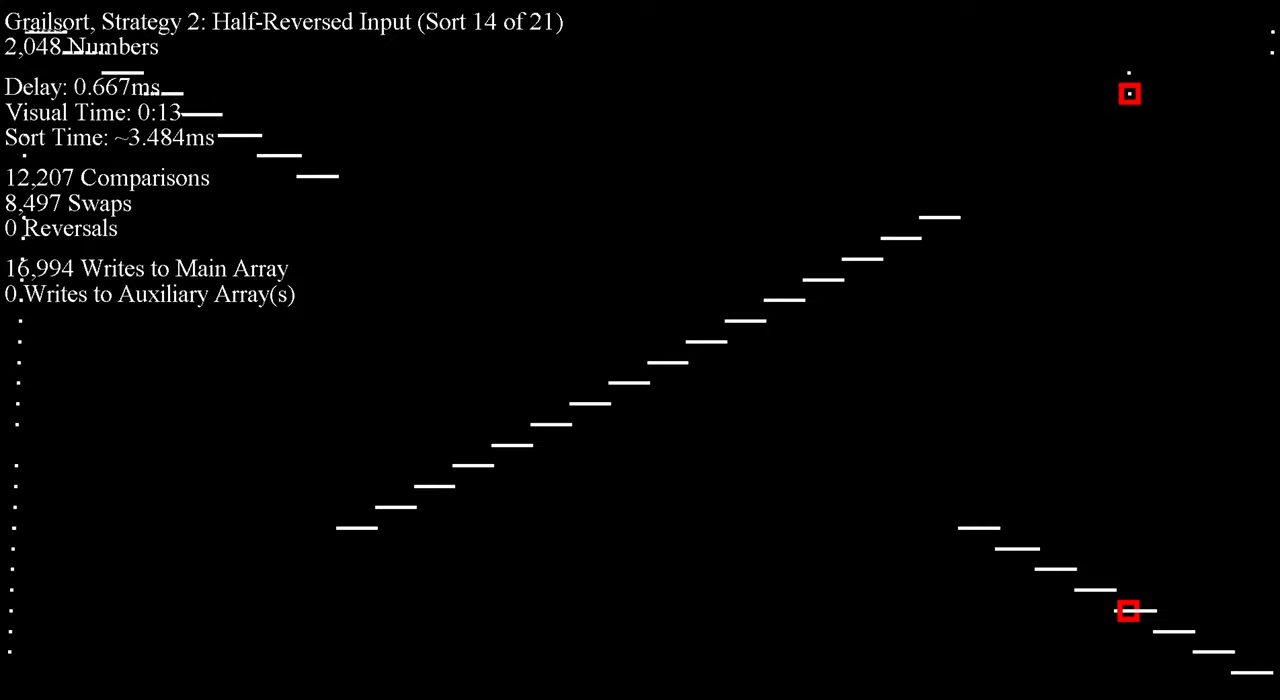 Grailsort, Strategy 2: Half-Reversed Input (Sort 14 of 21)
2,048 Numbers
Delay: 0.667ms
Visual Time: 0:13
Sort Time: ~3.484ms
12,207 Comparisons
8,497 Swaps
0 Reversals
16,994 Writes to Main Array
0 Writes to Auxiliary Array(s)